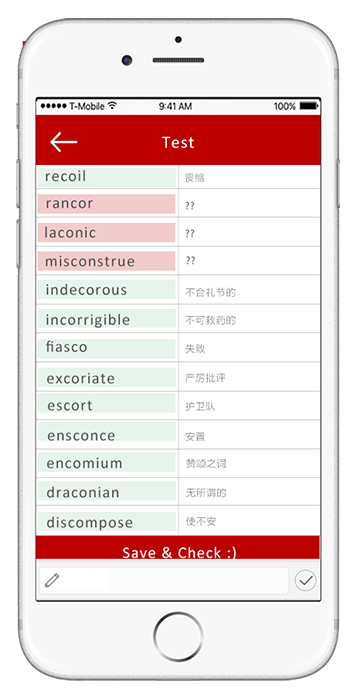 T-Mobile 9:41 AM 100%
Test
recoil 畏缩
rancor ??
laconic ??
misconstrue ??
indecorous 不合礼节的
incorrigible 不可救药的
fiasco 失败
excoriate 严厉批评
escort 护卫队
ensconce 安置
encomium 赞颂之词
draconian 无所谓的
discompose 使不安
Save & Check :)